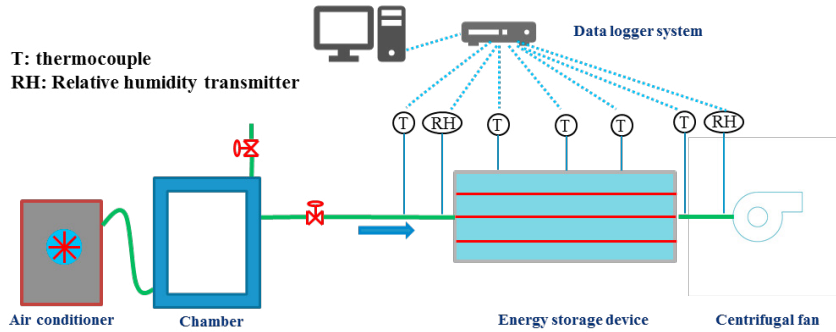 Data logger system
T: thermocouple
RH: Relative humidity transmitter
T
RH
T
T
T
T
RH
Air conditioner
Chamber
Energy storage device
Centrifugal fan